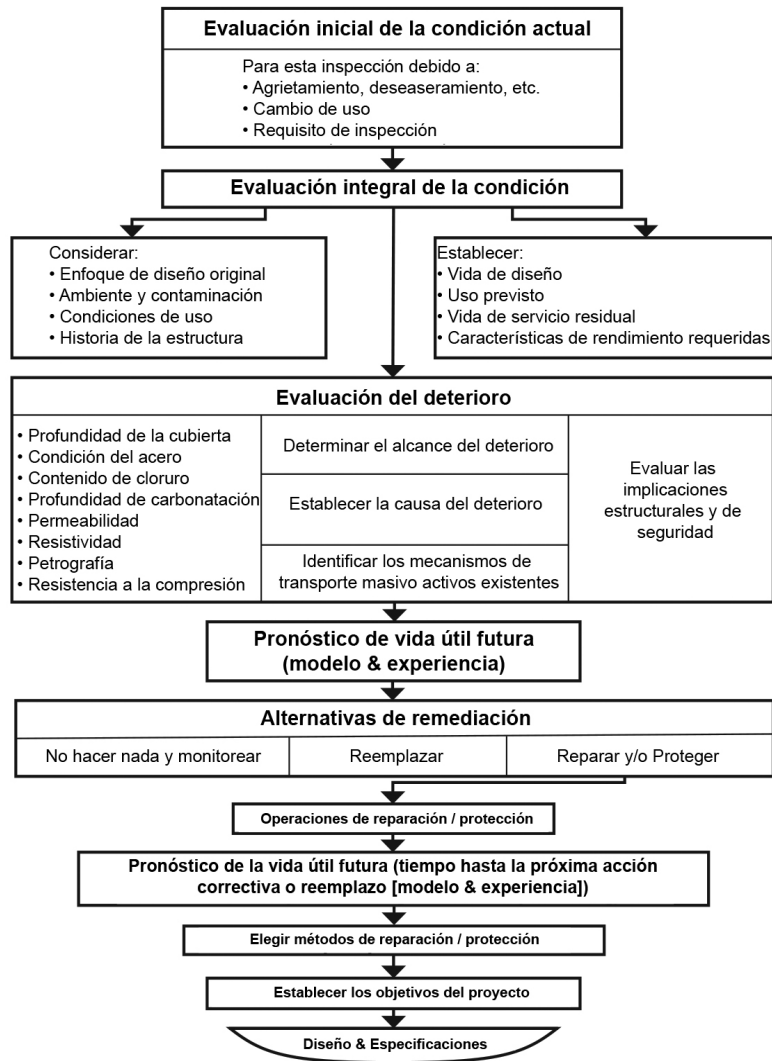 Evaluación inicial de la condición actual
Para esta inspección debido a:
• Agrietamiento, deseaseramiento, etc.
• Cambio de uso
• Requisito de inspección
Evaluación integral de la condición
Considerar:
• Enfoque de diseño original
• Ambiente y contaminación
• Condiciones de uso
• Historia de la estructura
Establecer:
• Vida de diseño
• Uso previsto
• Vida de servicio residual
• Características de rendimiento requeridas
Evaluación del deterioro
• Profundidad de la cubierta
• Condición del acero
• Contenido de cloruro
• Profundidad de carbonatación
• Permeabilidad
• Resistividad
• Petrografía
• Resistencia a la compresión
Determinar el alcance del deterioro
Establecer la causa del deterioro
Identificar los mecanismos de
transporte masivo activos existentes
Evaluar las
implicaciones
estructurales y de
seguridad
Pronóstico de vida útil futura
(modelo & experiencia)
Alternativas de remediación
No hacer nada y monitorear
Reemplazar
Reparar y/o Proteger
Operaciones de reparación / protección
Pronóstico de la vida útil futura (tiempo hasta la próxima acción
correctiva o reemplazo [modelo & experiencia])
Elegir métodos de reparación / protección
Establecer los objetivos del proyecto
Diseño & Especificaciones